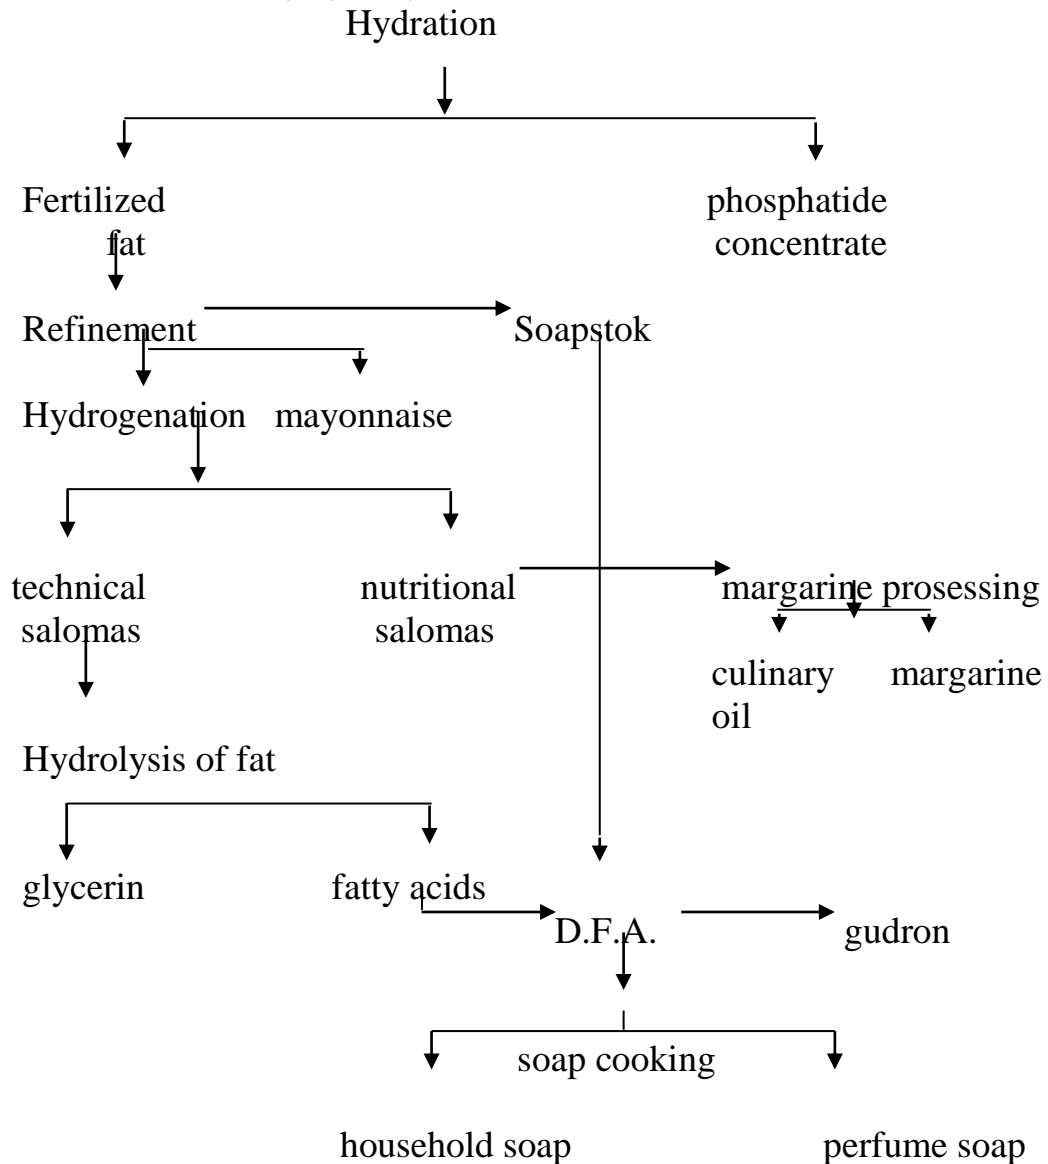 Hydration
Fertilized phosphatide
fat concentrate
Refinement Soapstok
Hydrogenation mayonnaise
technical nutritional margarine prosessing
salomas salomas
culinary margarine
oil
Hydrolysis of fat
glycerin fatty acids
D.F.A. gudron
soap cooking
household soap perfume soap